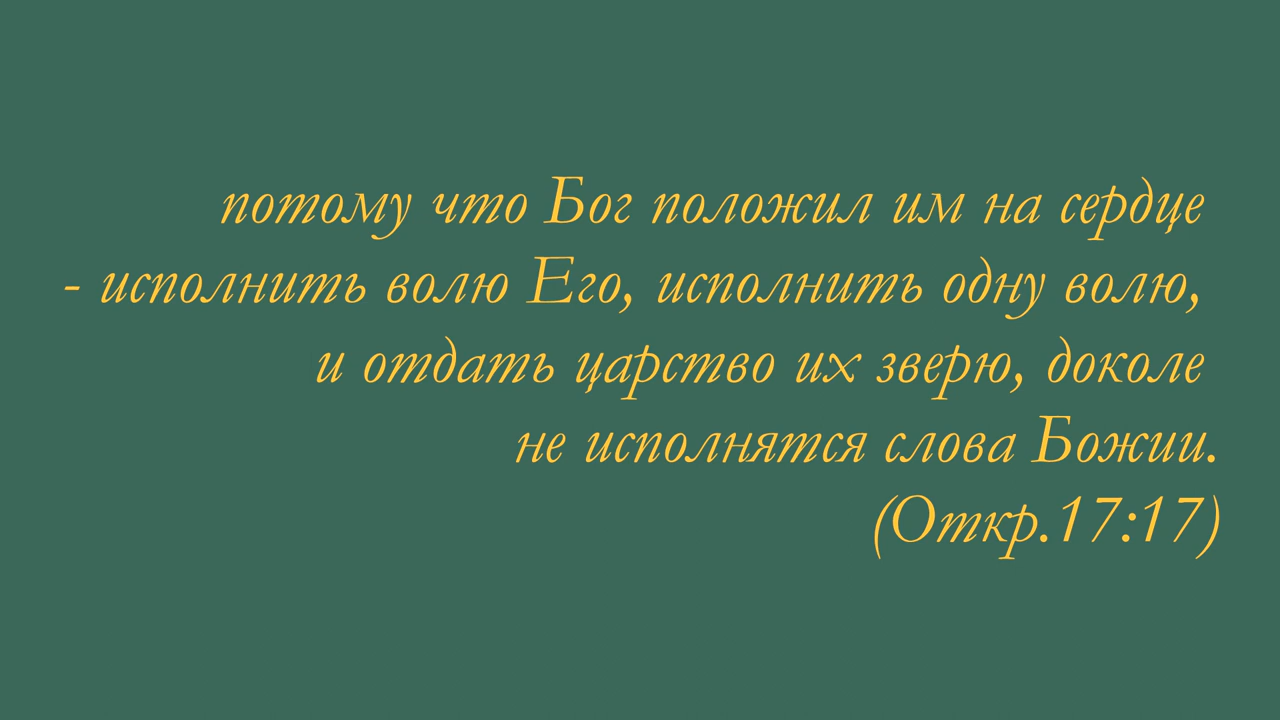 потому что Бог положил им на сердце
- исполнить волю Его, исполнить одну волю,
и отдать царство их зверю, доколе
не исполнятся слова Божии.
(Откр.17:17)